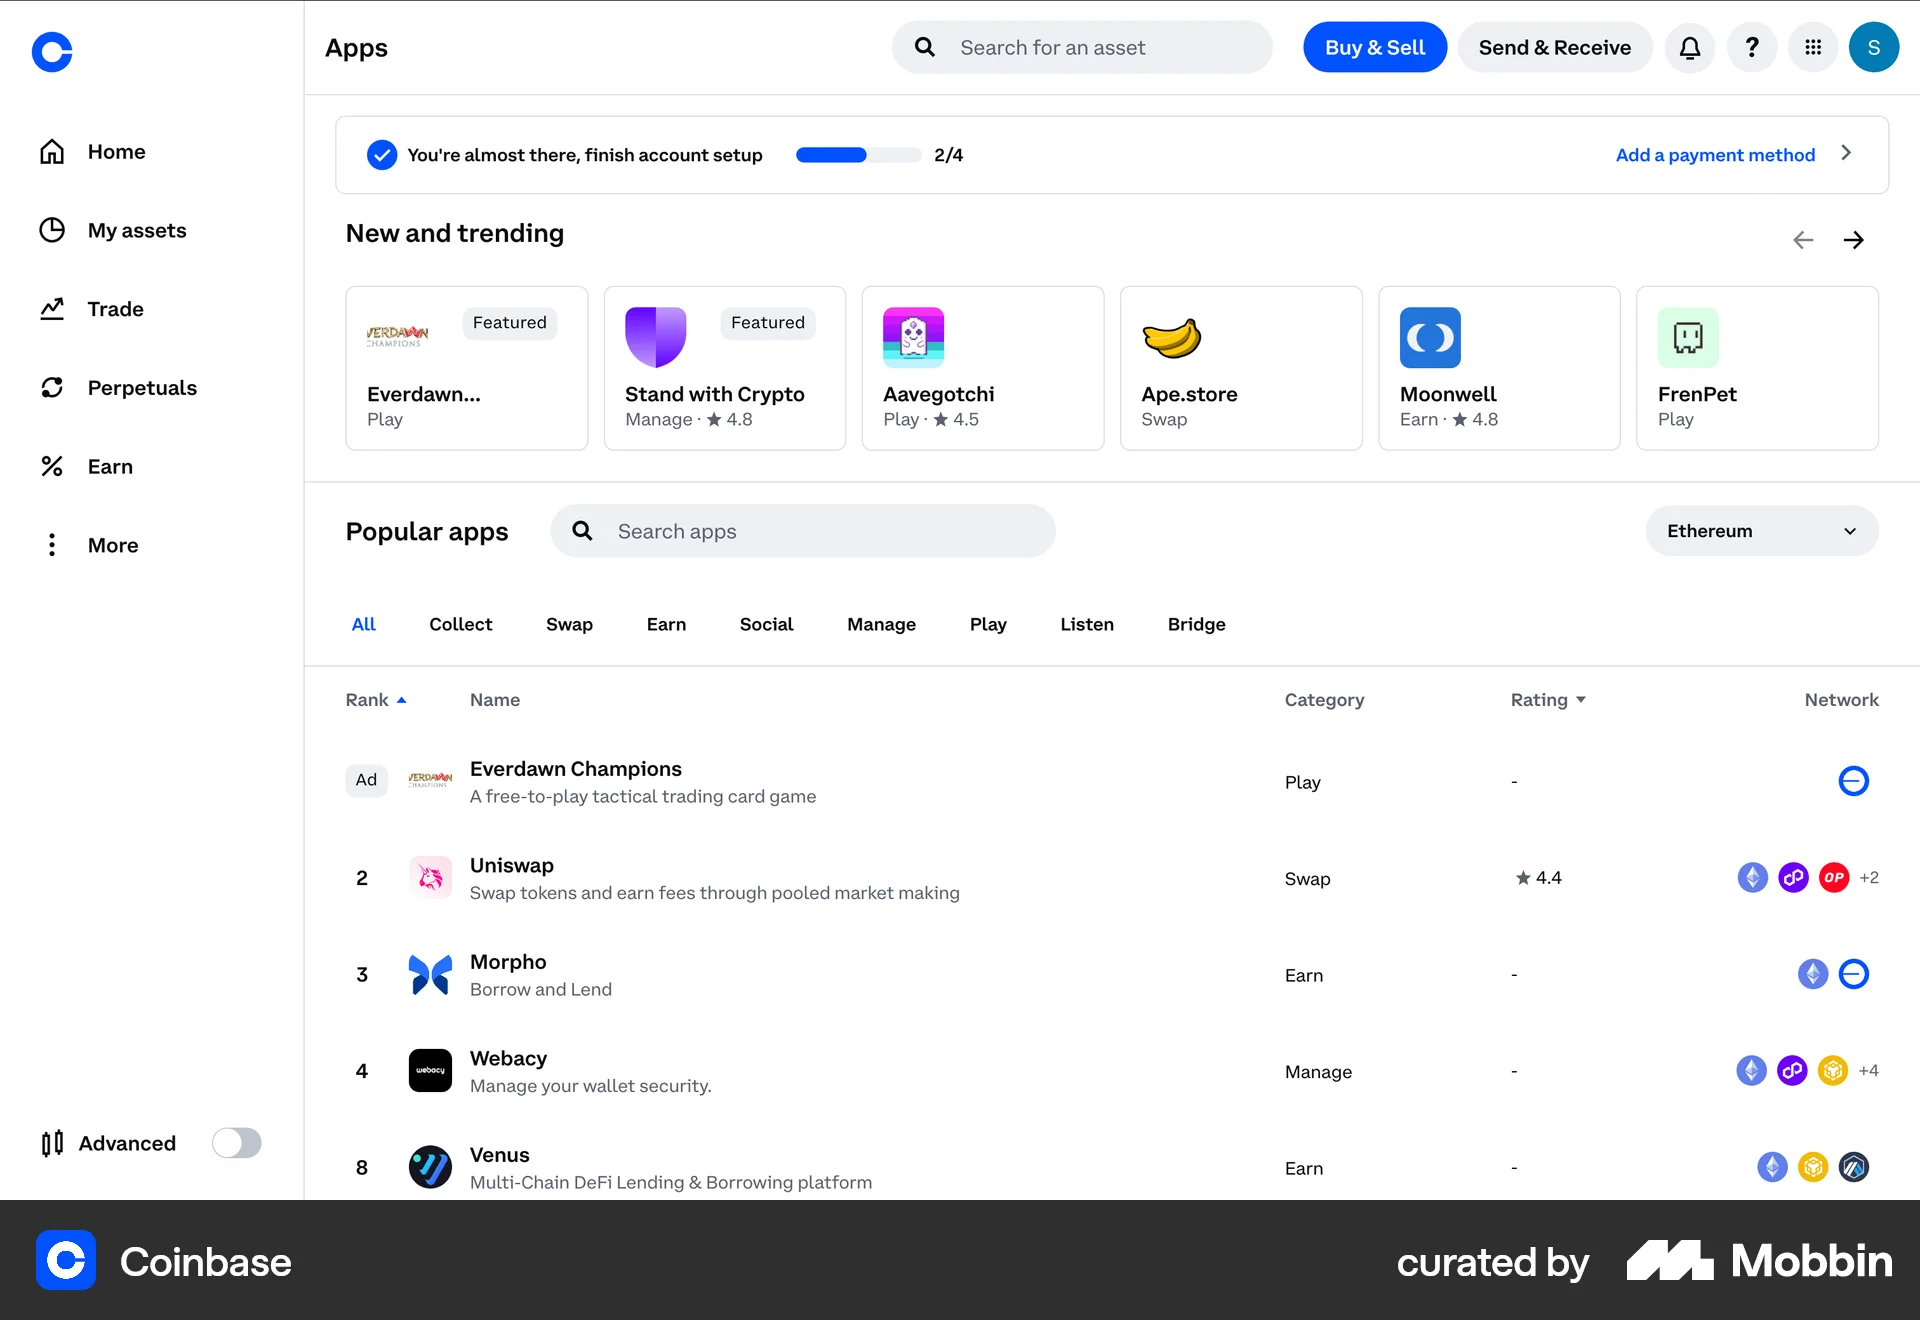 Apps
Search for an asset
Buy & Sell
Send & Receive
?
S
Home
My assets
Trade
Perpetuals
Earn
More
Advanced
You're almost there, finish account setup
2/4
Add a payment method
New and trending
VERDAWN
CHAMPIONS
Featured
Everdawn...
Play
Featured
Stand with Crypto
Manage · ★ 4.8
Aavegotchi
Play · ★ 4.5
Ape.store
Swap
Moonwell
Earn · ★ 4.8
FrenPet
Play
Popular apps
Search apps
Ethereum
All
Collect
Swap
Earn
Social
Manage
Play
Listen
Bridge
Rank
Name
Category
Rating
Network
Ad
VERDAWN
CHAMPIONS
Everdawn Champions
A free-to-play tactical trading card game
Play
-
2
Uniswap
Swap tokens and earn fees through pooled market making
Swap
★ 4.4
OP
+2
3
Morpho
Borrow and Lend
Earn
-
4
webacy
Webacy
Manage your wallet security.
Manage
-
+4
8
Venus
Multi-Chain DeFi Lending & Borrowing platform
Earn
-
Coinbase
curated by
Mobbin